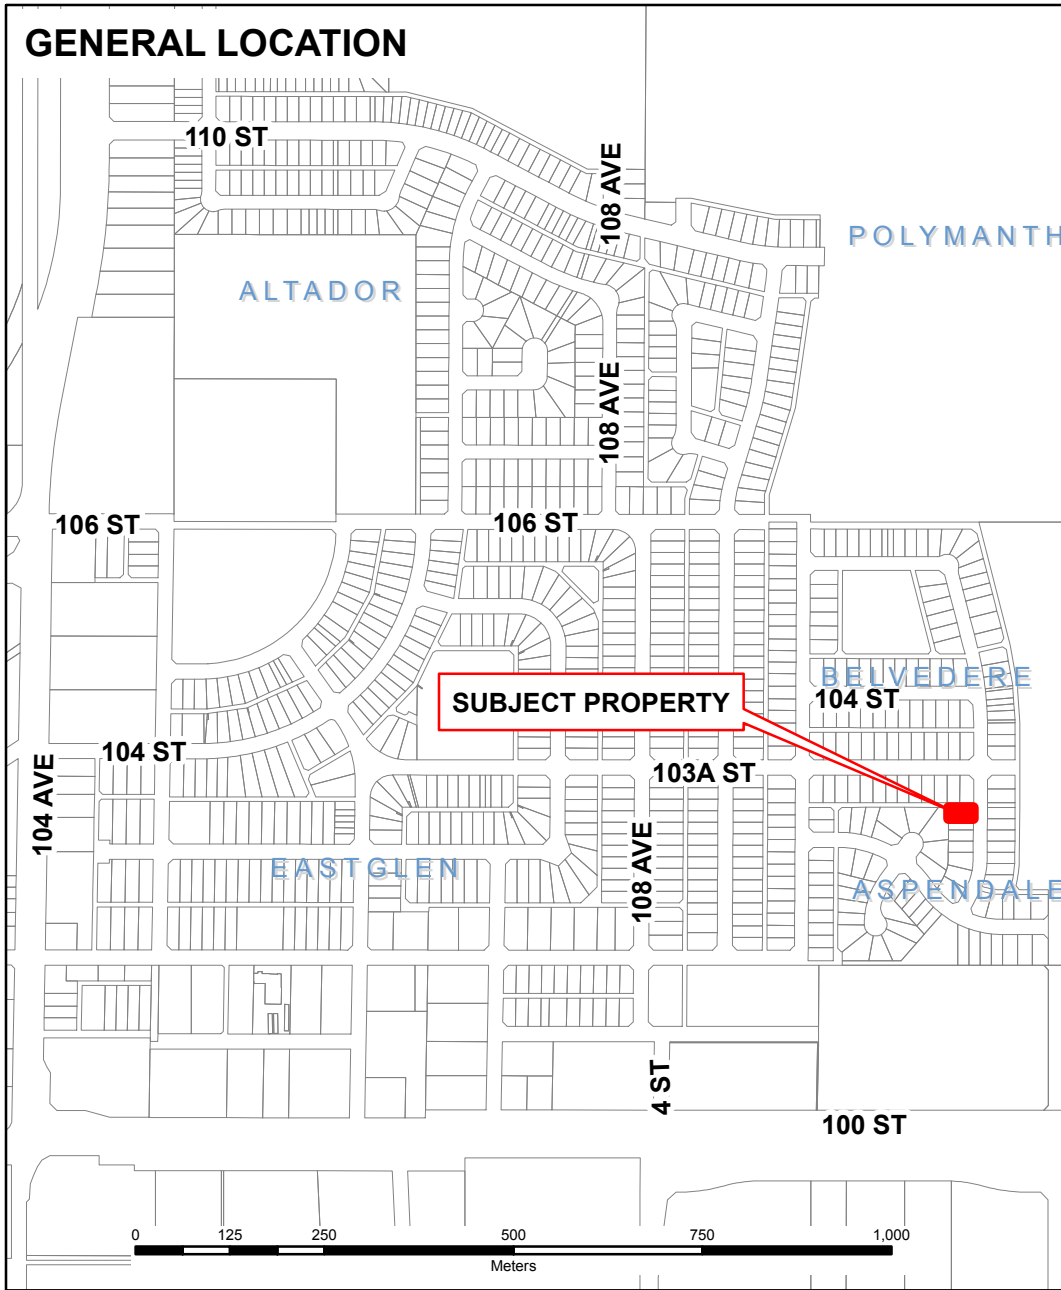 GENERAL LOCATION
110 ST
108 AVE
POLYMANTH
ALTADOR
108 AVE
106 ST
106 ST
BELVEDERE
SUBJECT PROPERTY
104 ST
104 ST
103A ST
104 AVE
EASTGLEN
108 AVE
ASPENDALE
4 ST
100 ST
0 125 250 500 750 1,000
Meters